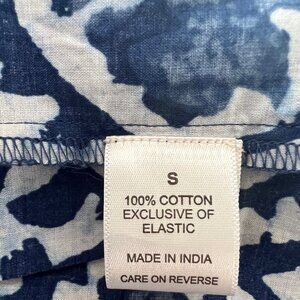 S
100% COTTON
EXCLUSIVE OF
ELASTIC
MADE IN INDIA
CARE ON REVERSE